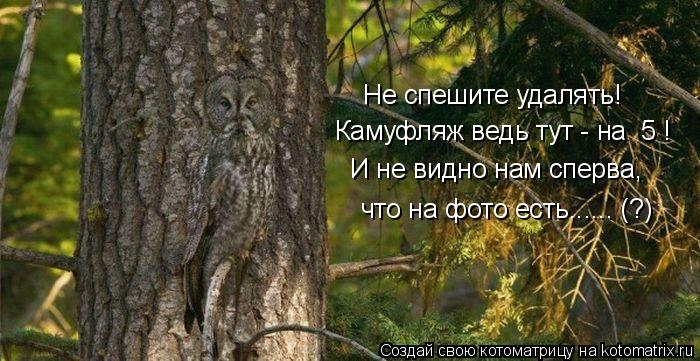 Не спешите удалять!
Камуфляж ведь тут - на 5 !
И не видно нам сперва,
что на фото есть...... (?)
Создай свою котоматрицу на kotomatrix.ru